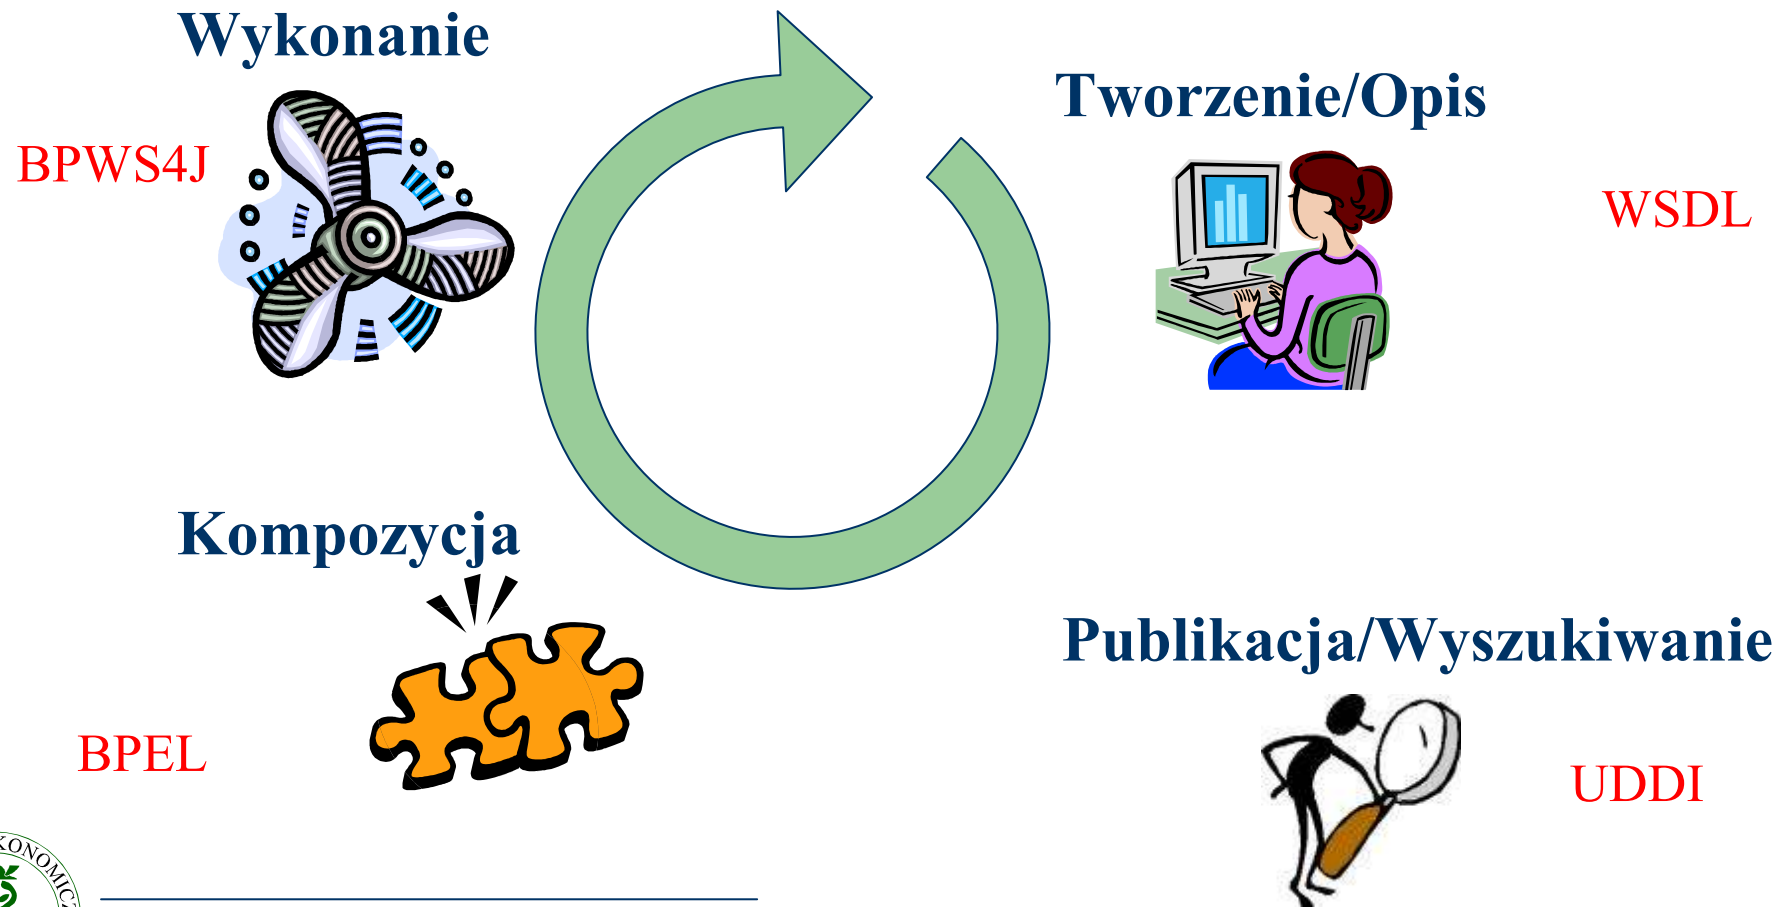 Wykonanie
Tworzenie/Opis
BPWS4J
WSDL
Kompozycja
Publikacja/Wyszukiwanie
BPEL
UDDI